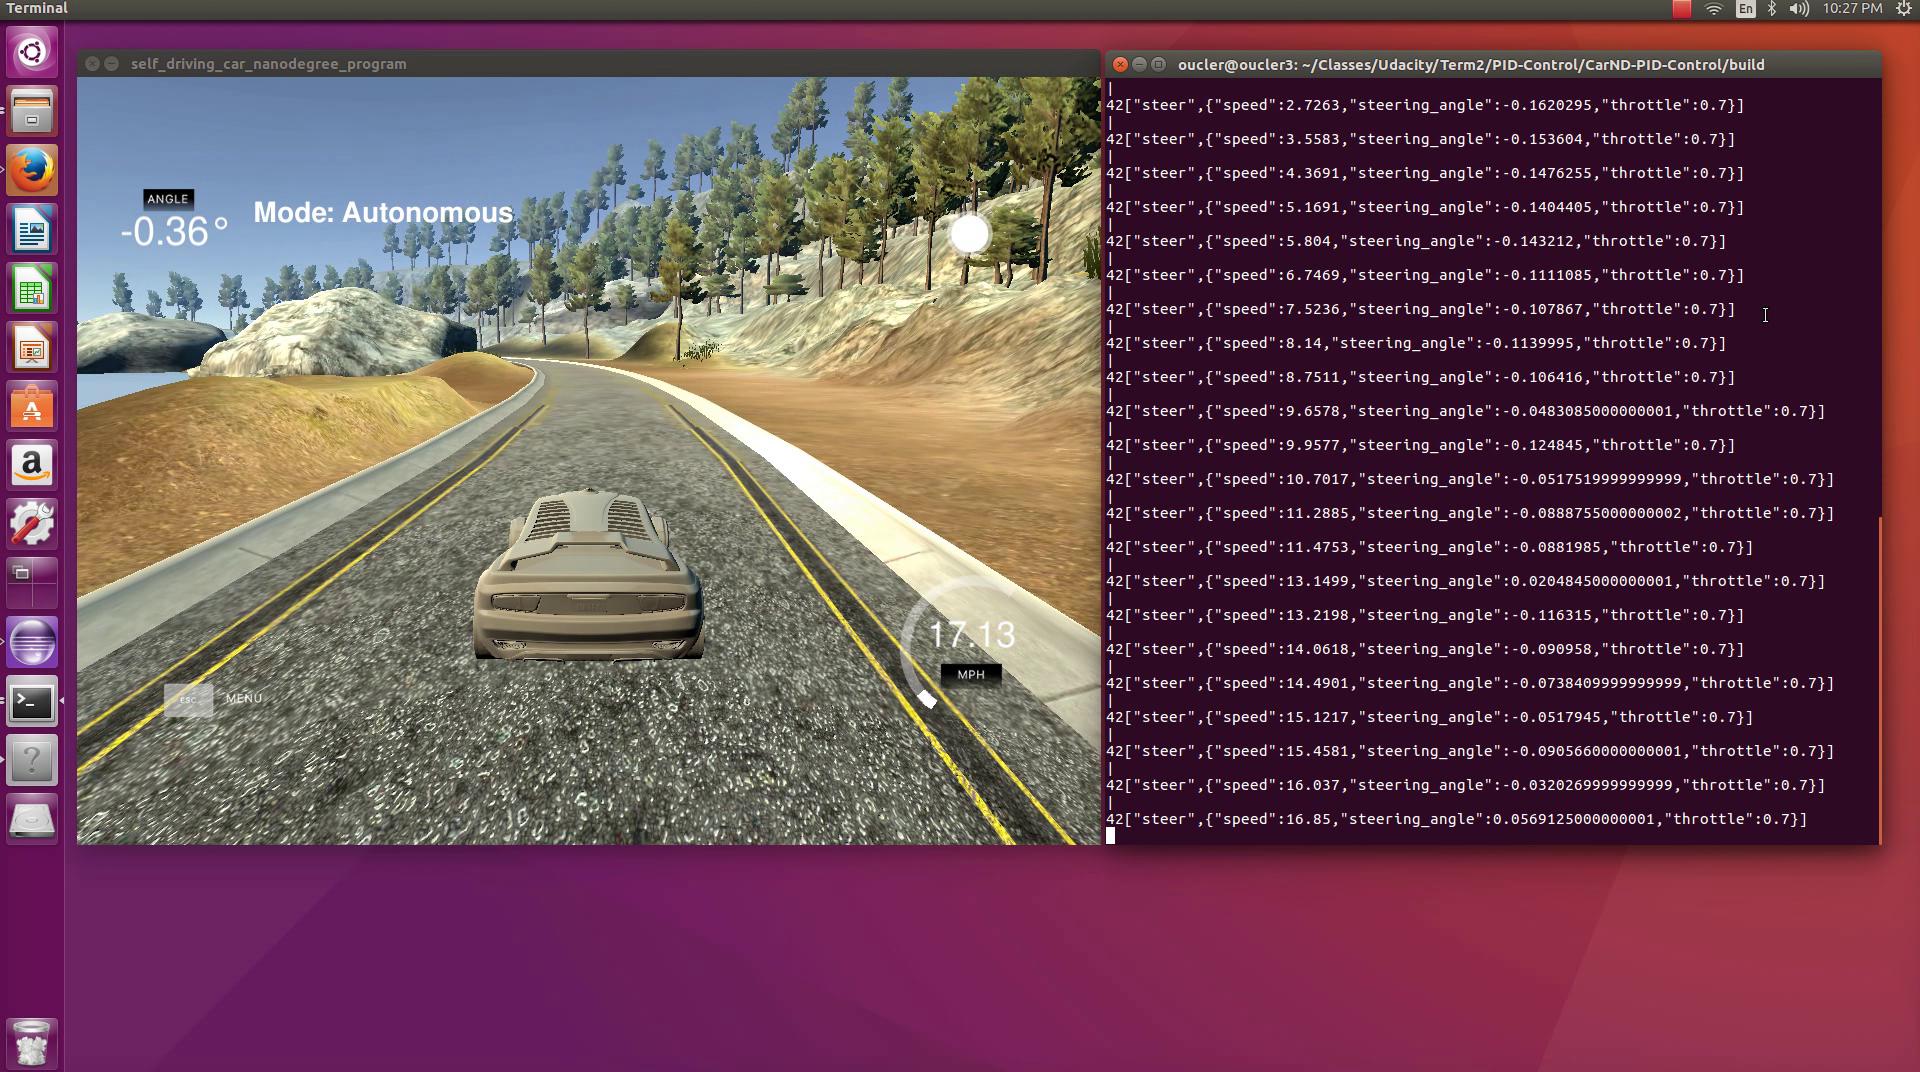 Terminal
En
10:27 PM
self_driving_car_nanodegree_program
ANGLE
-0.36°
Mode: Autonomous
17.13
MPH
ESC
MENU
oucler@oucler3: ~/Classes/Udacity/Term2/PID-Control/CarND-PID-Control/build
|
42["steer",{"speed":2.7263,"steering_angle":-0.1620295,"throttle":0.7}]
|
42["steer",{"speed":3.5583,"steering_angle":-0.153604,"throttle":0.7}]
|
42["steer",{"speed":4.3691,"steering_angle":-0.1476255,"throttle":0.7}]
|
42["steer",{"speed":5.1691,"steering_angle":-0.1404405,"throttle":0.7}]
|
42["steer",{"speed":5.804,"steering_angle":-0.143212,"throttle":0.7}]
|
42["steer",{"speed":6.7469,"steering_angle":-0.1111085,"throttle":0.7}]
|
42["steer",{"speed":7.5236,"steering_angle":-0.107867,"throttle":0.7}]
|
42["steer",{"speed":8.14,"steering_angle":-0.1139995,"throttle":0.7}]
|
42["steer",{"speed":8.7511,"steering_angle":-0.106416,"throttle":0.7}]
|
42["steer",{"speed":9.6578,"steering_angle":-0.0483085000000001,"throttle":0.7}]
|
42["steer",{"speed":9.9577,"steering_angle":-0.124845,"throttle":0.7}]
|
42["steer",{"speed":10.7017,"steering_angle":-0.0517519999999999,"throttle":0.7}]
|
42["steer",{"speed":11.2885,"steering_angle":-0.0888755000000002,"throttle":0.7}]
|
42["steer",{"speed":11.4753,"steering_angle":-0.0881985,"throttle":0.7}]
|
42["steer",{"speed":13.1499,"steering_angle":0.0204845000000001,"throttle":0.7}]
|
42["steer",{"speed":13.2198,"steering_angle":-0.116315,"throttle":0.7}]
|
42["steer",{"speed":14.0618,"steering_angle":-0.090958,"throttle":0.7}]
|
42["steer",{"speed":14.4901,"steering_angle":-0.0738409999999999,"throttle":0.7}]
|
42["steer",{"speed":15.1217,"steering_angle":-0.0517945,"throttle":0.7}]
|
42["steer",{"speed":15.4581,"steering_angle":-0.0905660000000001,"throttle":0.7}]
|
42["steer",{"speed":16.037,"steering_angle":-0.0320269999999999,"throttle":0.7}]
|
42["steer",{"speed":16.85,"steering_angle":0.0569125000000001,"throttle":0.7}]